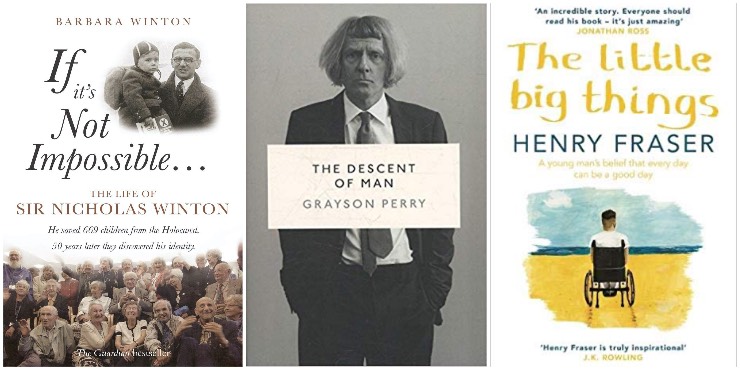 BARBARA WINTON
If
it's
Not
Impossible...
THE LIFE OF
SIR NICHOLAS WINTON
He saved 669 children from the Holocaust.
50 years later they discovered his identity.
The Guardian bestseller
THE DESCENT
OF MAN
GRAYSON PERRY
'An incredible story. Everyone should
read his book – it's just amazing'
JONATHAN ROSS
The little
big things
HENRY FRASER
A young man's belief that every day
can be a good day
'Henry Fraser is truly inspirational'
J.K. ROWLING